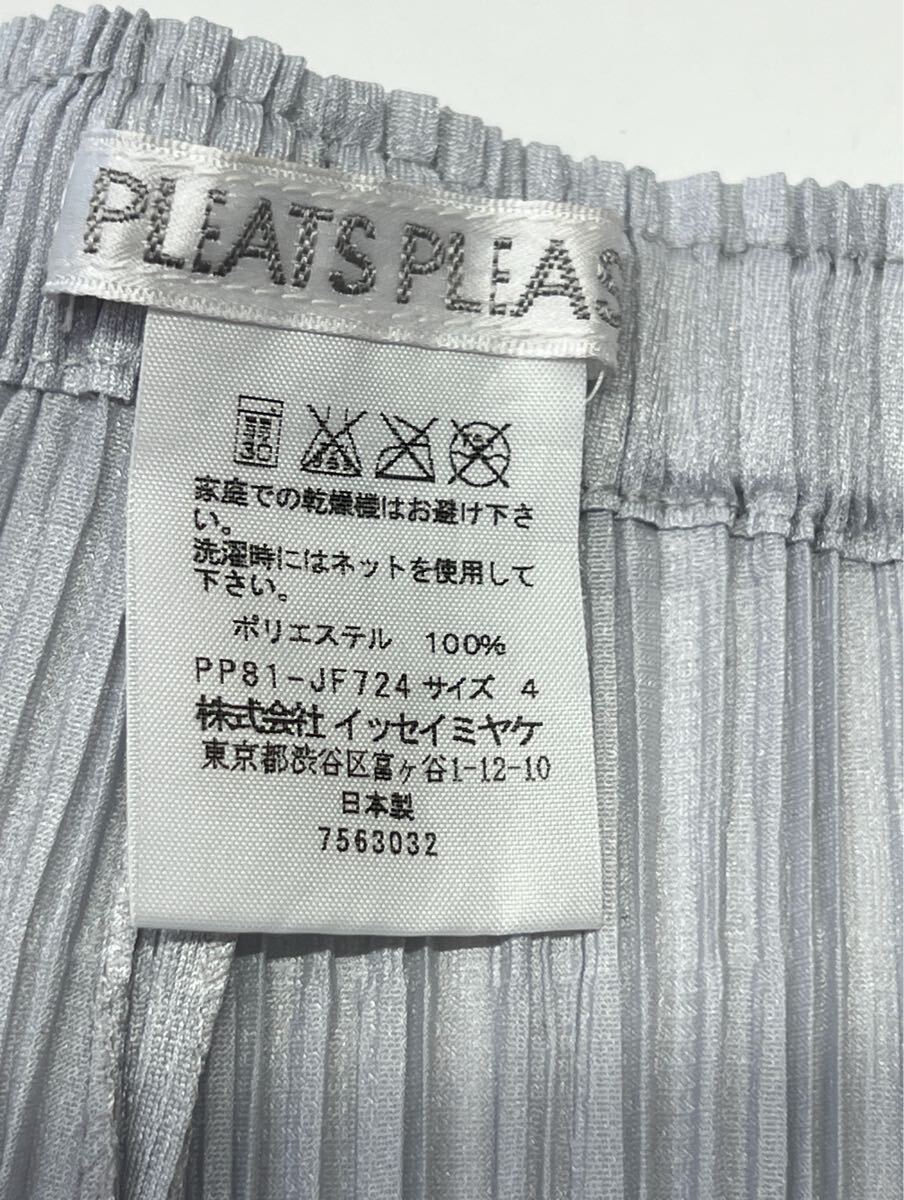 PLEATS PLEAS
家庭での乾燥機はお避け下さ
い。
洗濯時にはネットを使用して
下さい。
ポリエステル 100%
PP81-JF724 サイズ 4
株式会社 イッセイミヤケ
東京都渋谷区富ヶ谷1-12-10
日本製
7563032